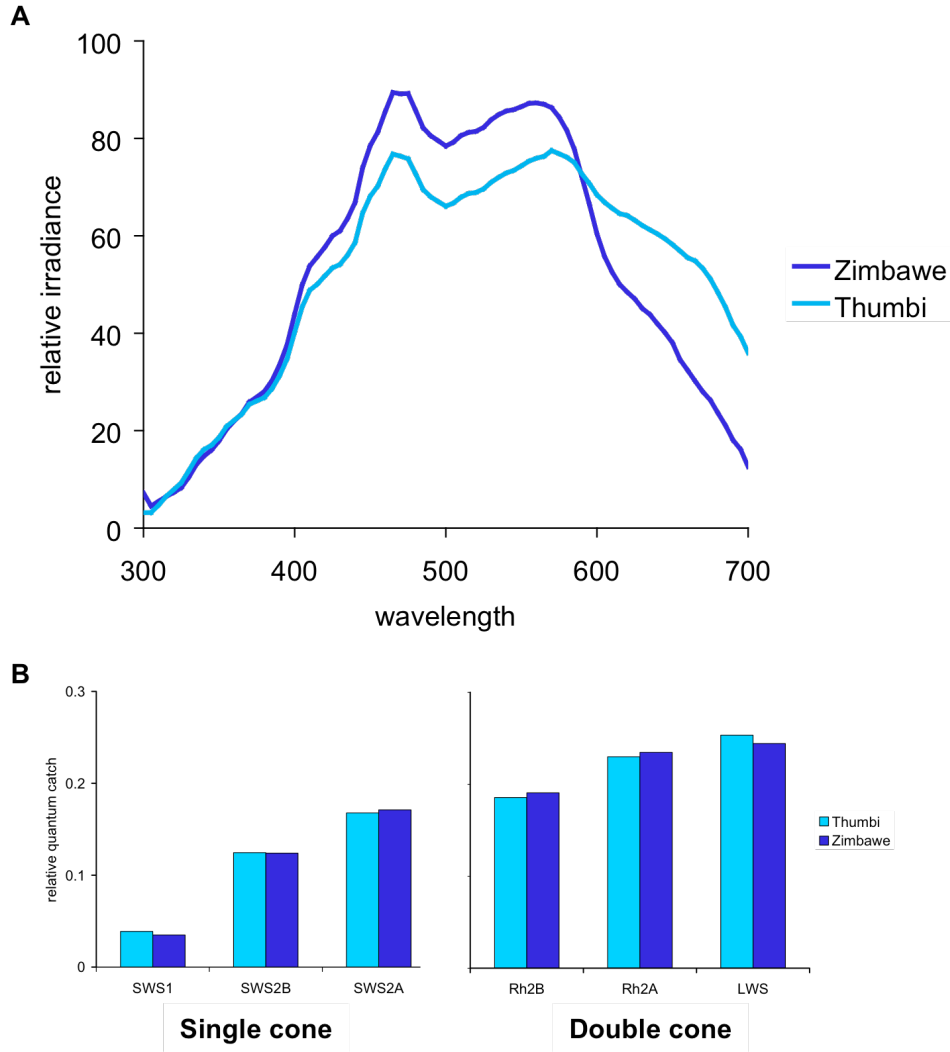 A
100
80
60
40
20
0
relative irradiance
300 400 500 600 700
wavelength
Zimbawe
Thumbi
B
0.3
0.2
0.1
0
relative quantum catch
SWS1 SWS2B SWS2A
Single cone
Rh2B Rh2A LWS
Double cone
Thumbi
Zimbawe